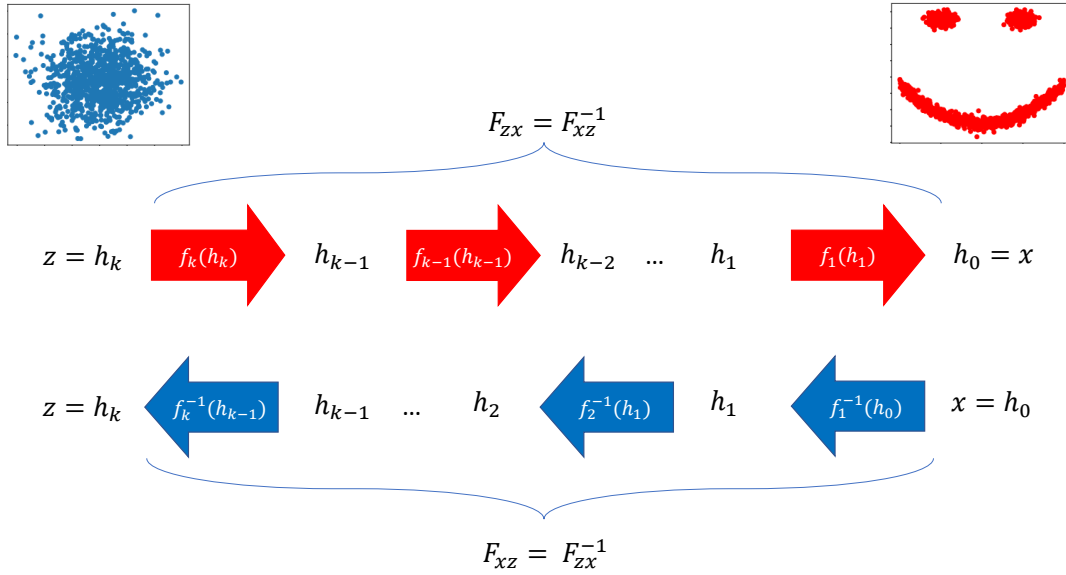 F_{zx} = F_{xz}^{-1}
z = h_k f_k(h_k) h_{k-1} f_{k-1}(h_{k-1}) h_{k-2} ... h_1 f_1(h_1) h_0 = x
z = h_k f_k^{-1}(h_{k-1}) h_{k-1} ... h_2 f_2^{-1}(h_1) h_1 f_1^{-1}(h_0) x = h_0
F_{xz} = F_{zx}^{-1}